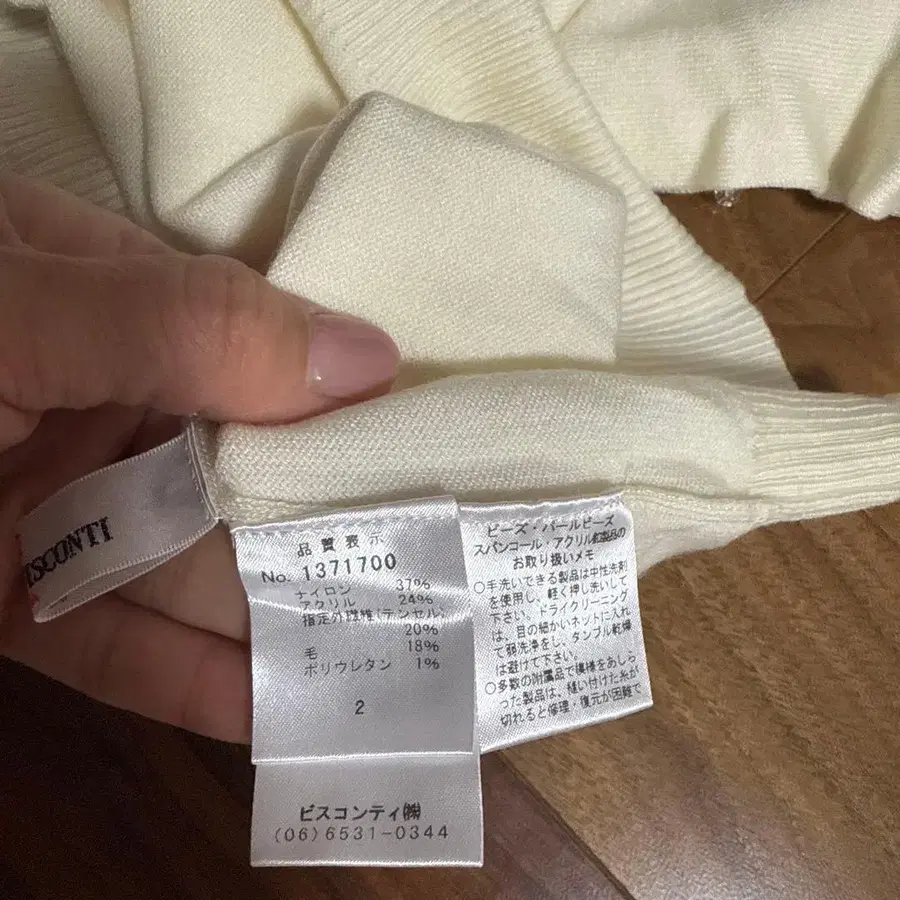 ISCONTI
品質表示
No. 1371700
ナイロン 37%
アクリル 24%
指定外繊維(テンセル)
20%
毛 18%
ポリウレタン 1%
2
ビスコンティ㈱
(06)6531-0344
ビーズ・パールビーズ
スパンコール・アクリル釦製品の
お取り扱いメモ
○手洗いできる製品は中性洗剤
を使用し、軽く押し洗いして
下さい。ドライクリーニング
は、目の細かいネットに入れ
て弱洗浄をし、タンブル乾燥
は避けて下さい。
○多数の附属品で模様をあしら
った製品は、縫い付けた糸が
切れると修理・復元が困難で